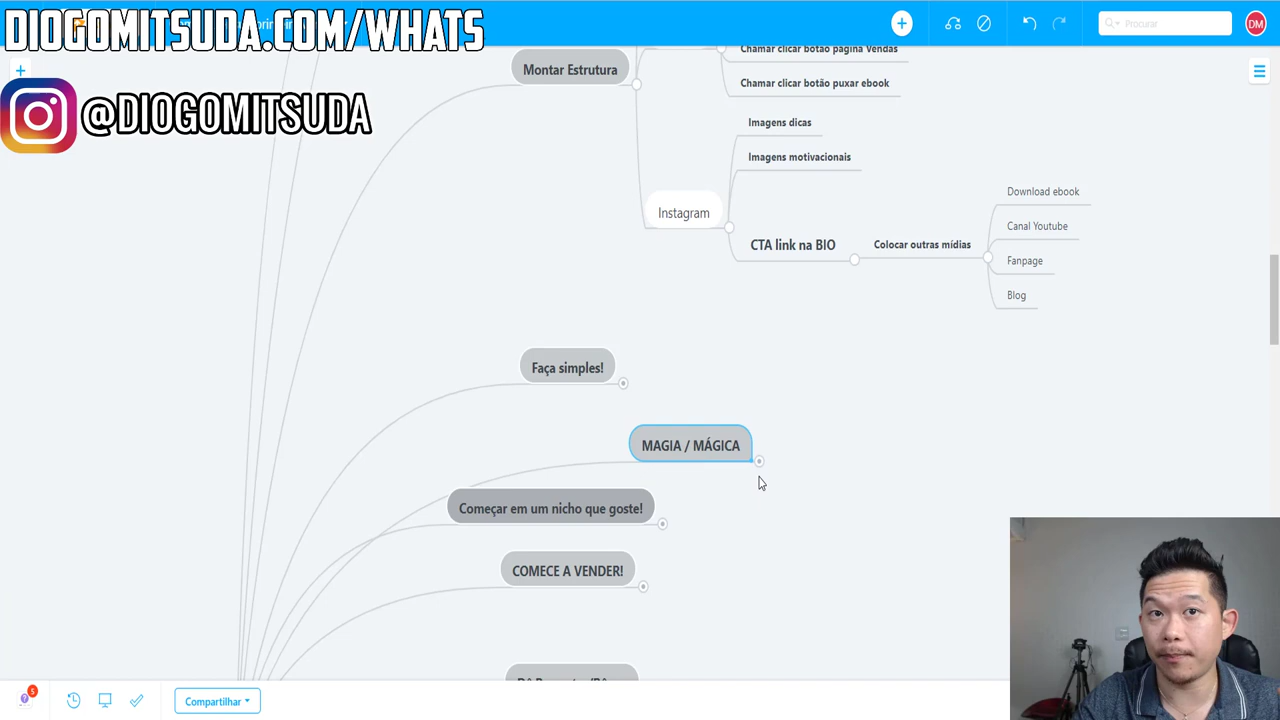 DIOGOMITSUDA.COM/WHATS
@DIOGOMITSUDA
Procurar
DM
Montar Estrutura
Chamar clicar botão página Vendas
Chamar clicar botão puxar ebook
Imagens dicas
Imagens motivacionais
Instagram
CTA link na BIO
Colocar outras mídias
Download ebook
Canal Youtube
Fanpage
Blog
Faça simples!
MAGIA / MÁGICA
Começar em um nicho que goste!
COMECE A VENDER!
5
Compartilhar